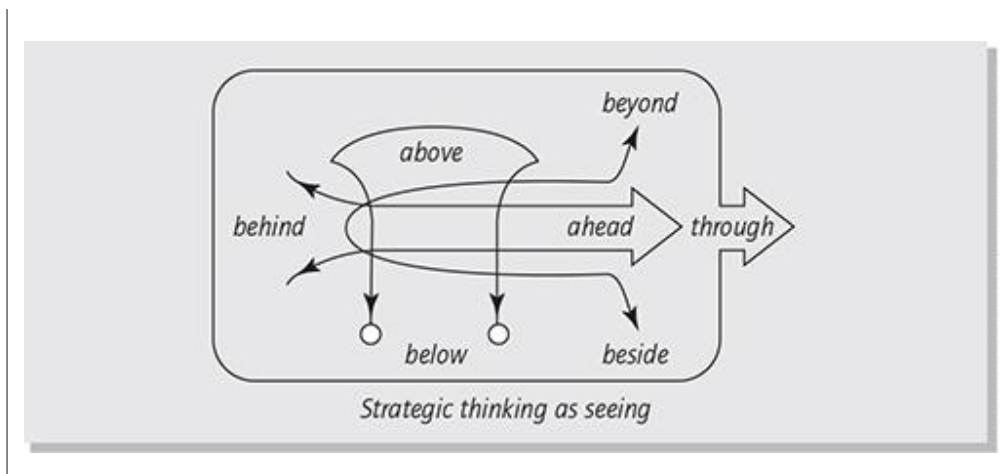 beyond
above
behind
ahead
through
below
beside
Strategic thinking as seeing